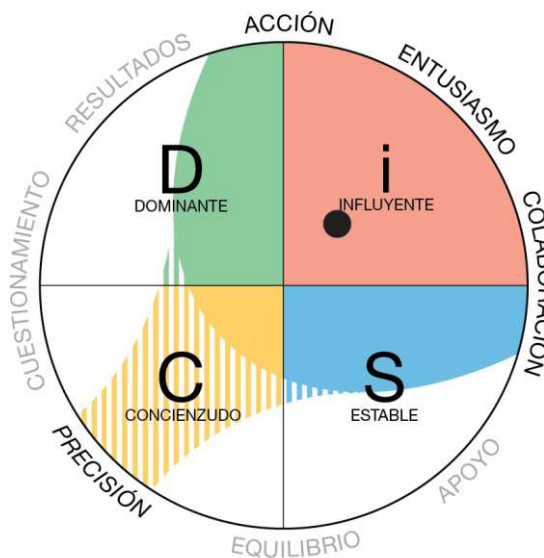 ACCIÓN
ENTUSIASMO
COLABORACIÓN
APOYO
EQUILIBRIO
PRECISIÓN
CUESTIONAMIENTO
RESULTADOS
D
DOMINANTE
i
INFLUYENTE
C
CONCIENZUDO
S
ESTABLE